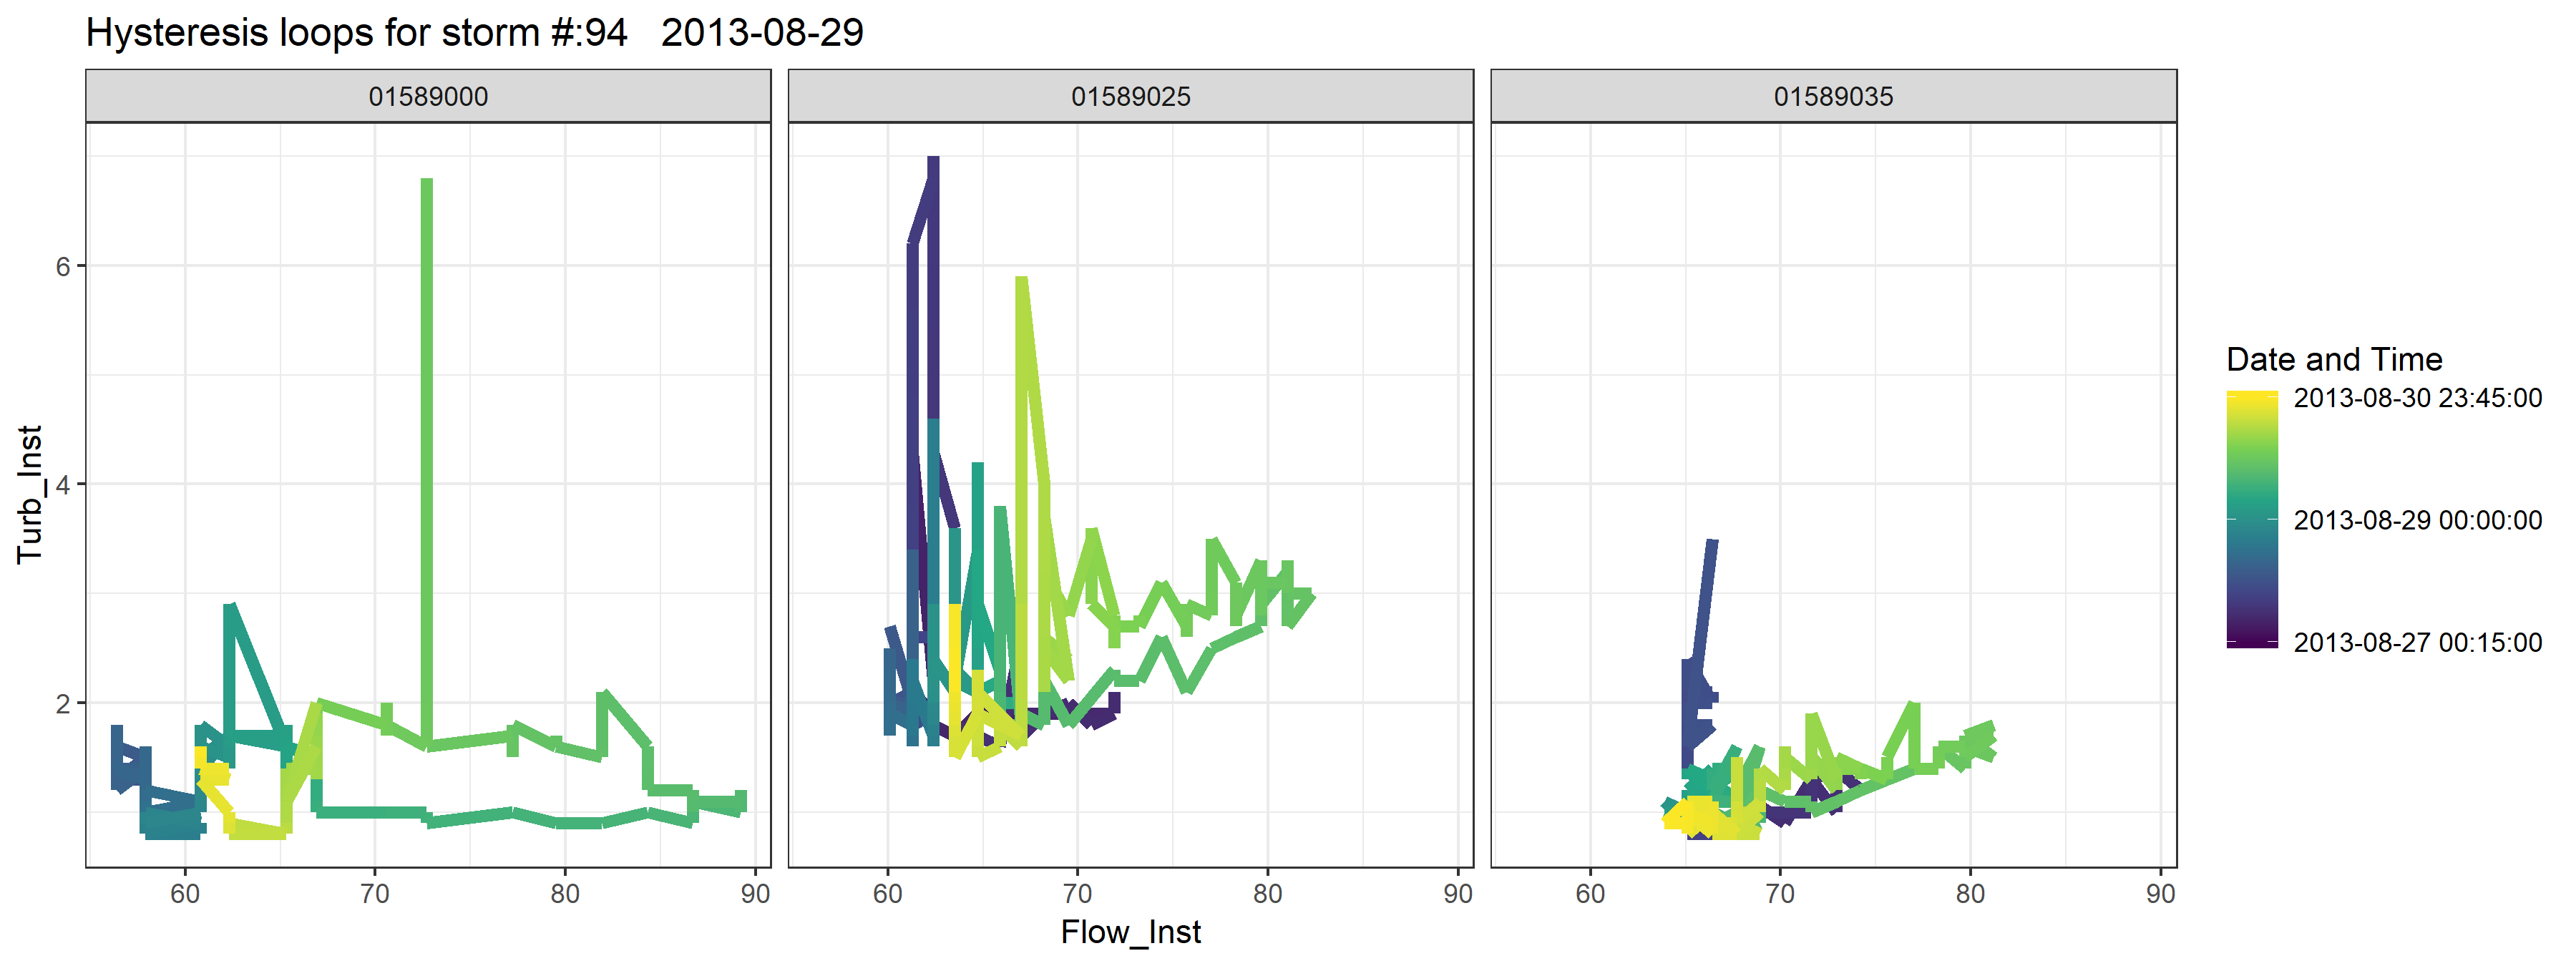 Hysteresis loops for storm #:94 2013-08-29
01589000 01589025 01589035
Turb_Inst
6
4
2
60 70 80 90 60 70 80 90 60 70 80 90
Flow_Inst
Date and Time
2013-08-30 23:45:00
2013-08-29 00:00:00
2013-08-27 00:15:00